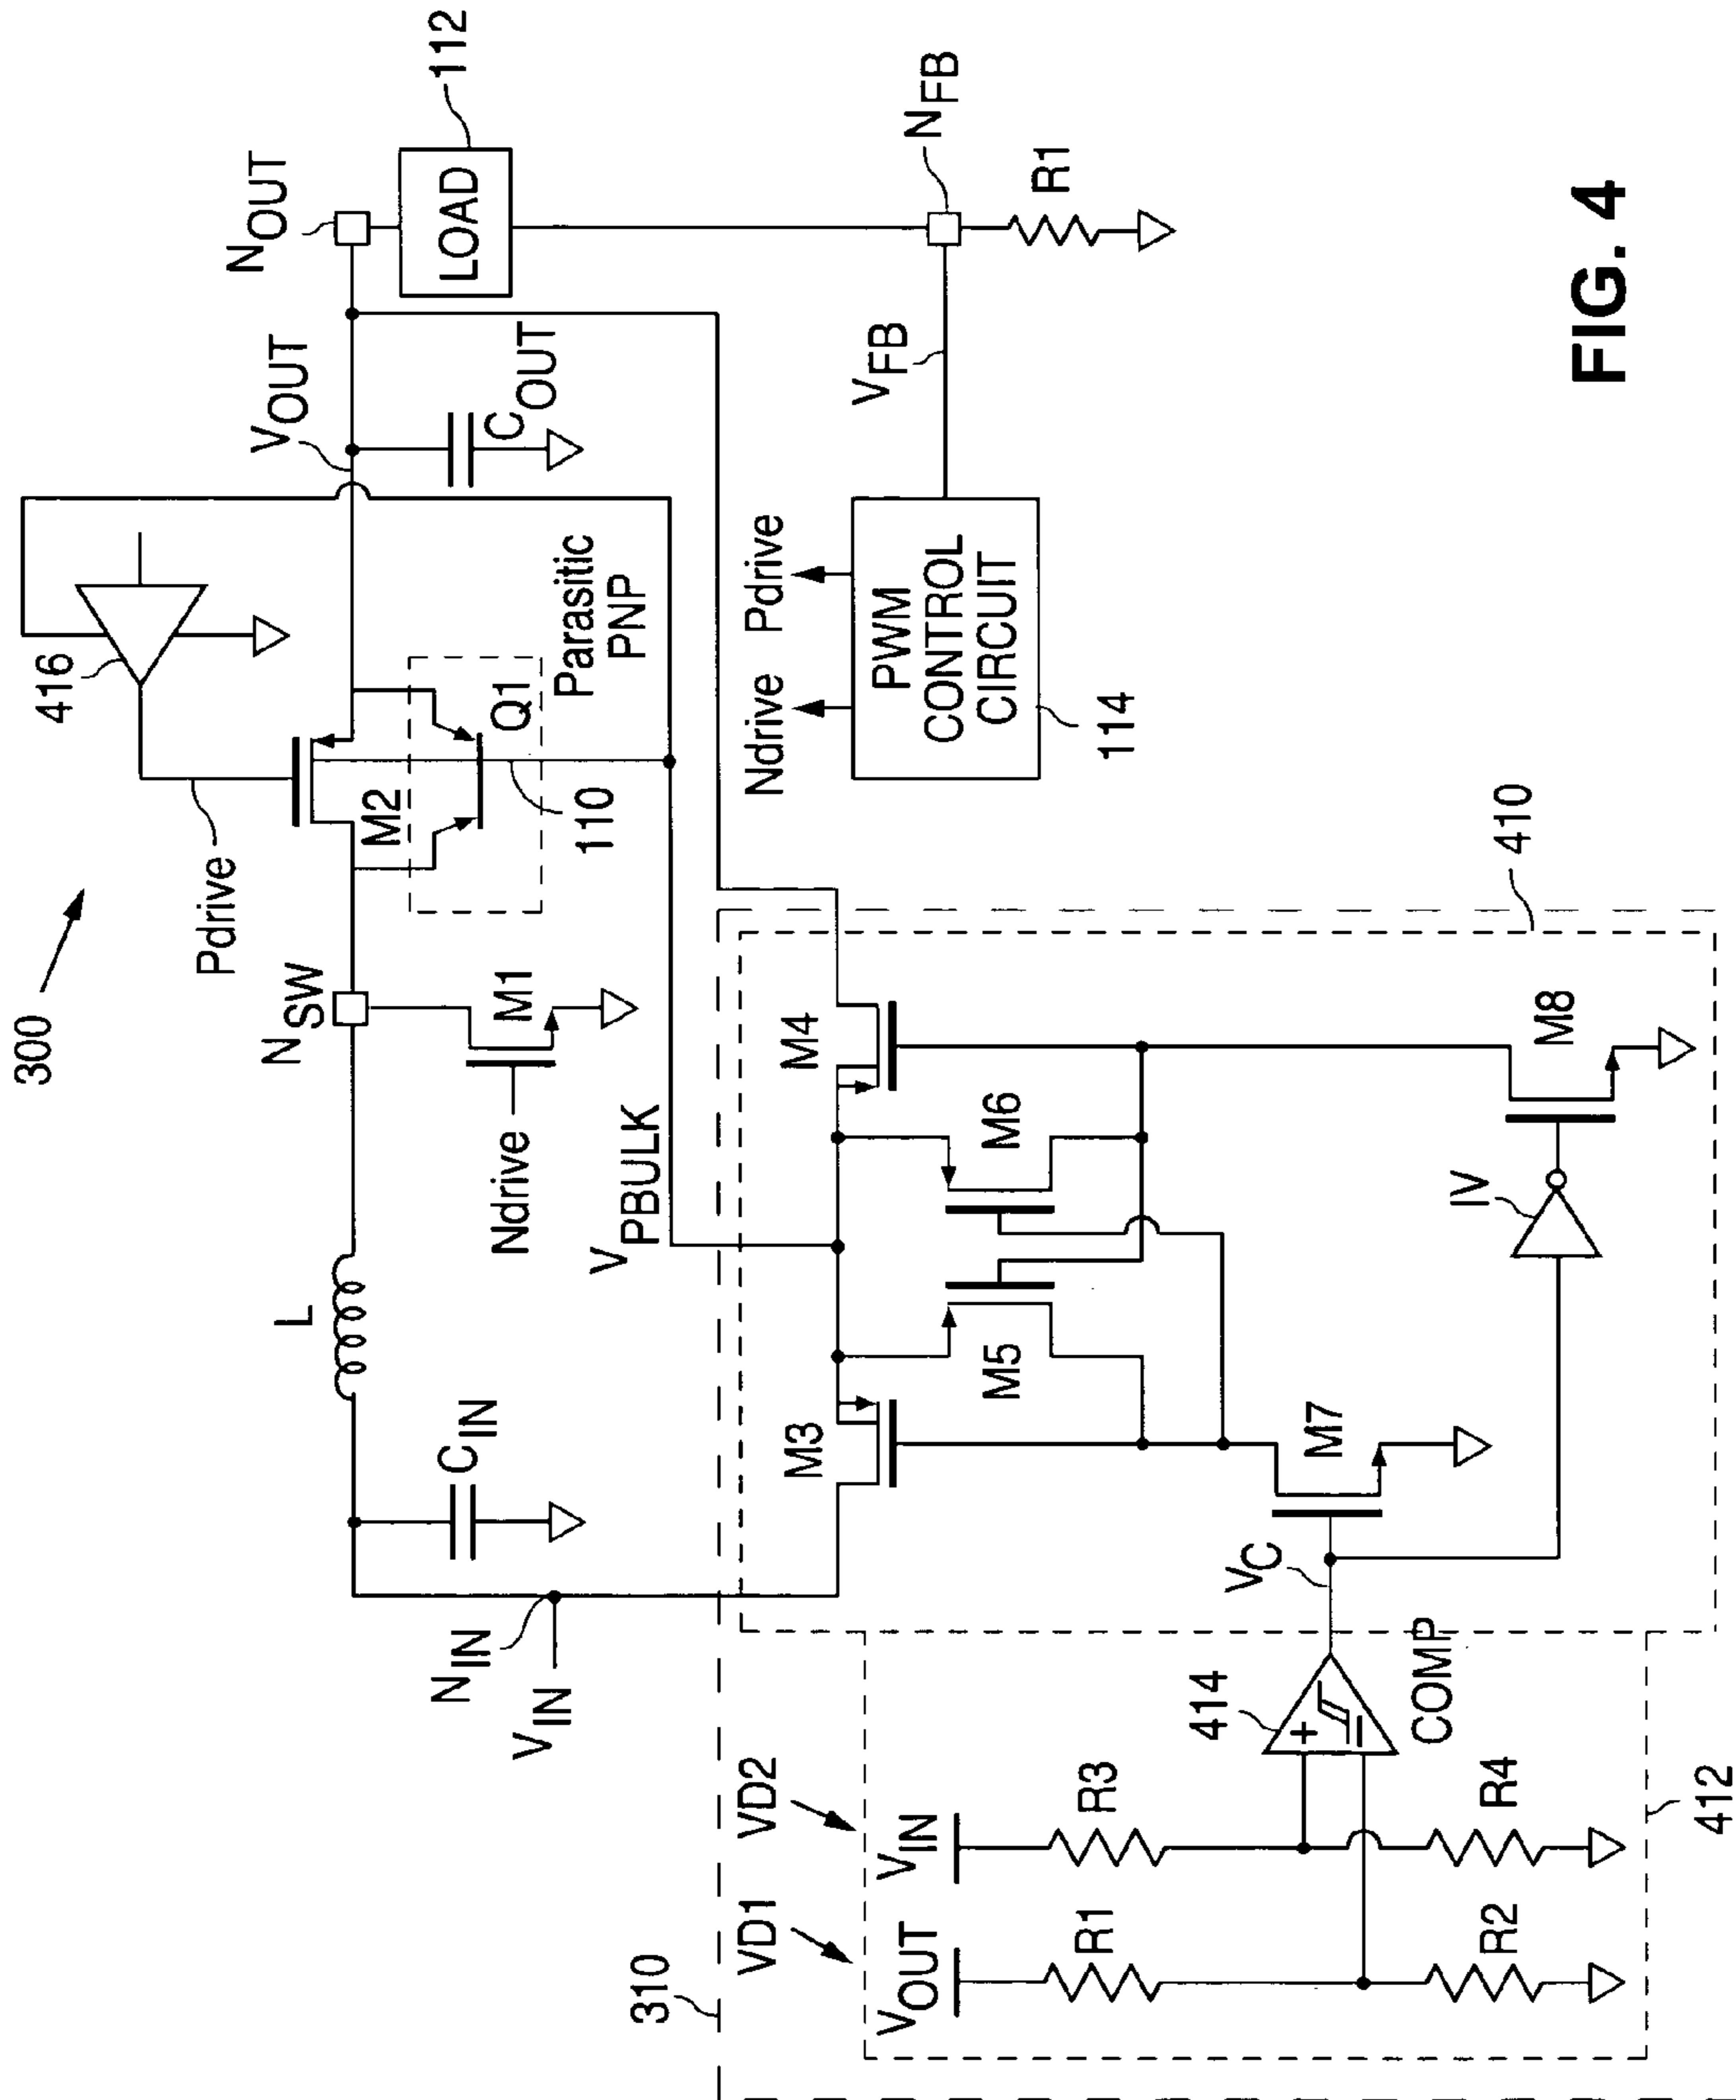 300
416
Pdrive
L
NSW
M2
VOUT
NOUT
NIN
VIN
CIN
Ndrive
M1
Q1
Parasitic
PNP
110
COUT
LOAD
112
VPBULK
310
VD1
VD2
VOUT
VIN
R1
R3
R2
R4
412
414
+
−
COMP
VC
M3
M4
M5
M6
M7
IV
M8
410
Ndrive
Pdrive
PWM
CONTROL
CIRCUIT
114
VFB
NFB
R1
FIG. 4